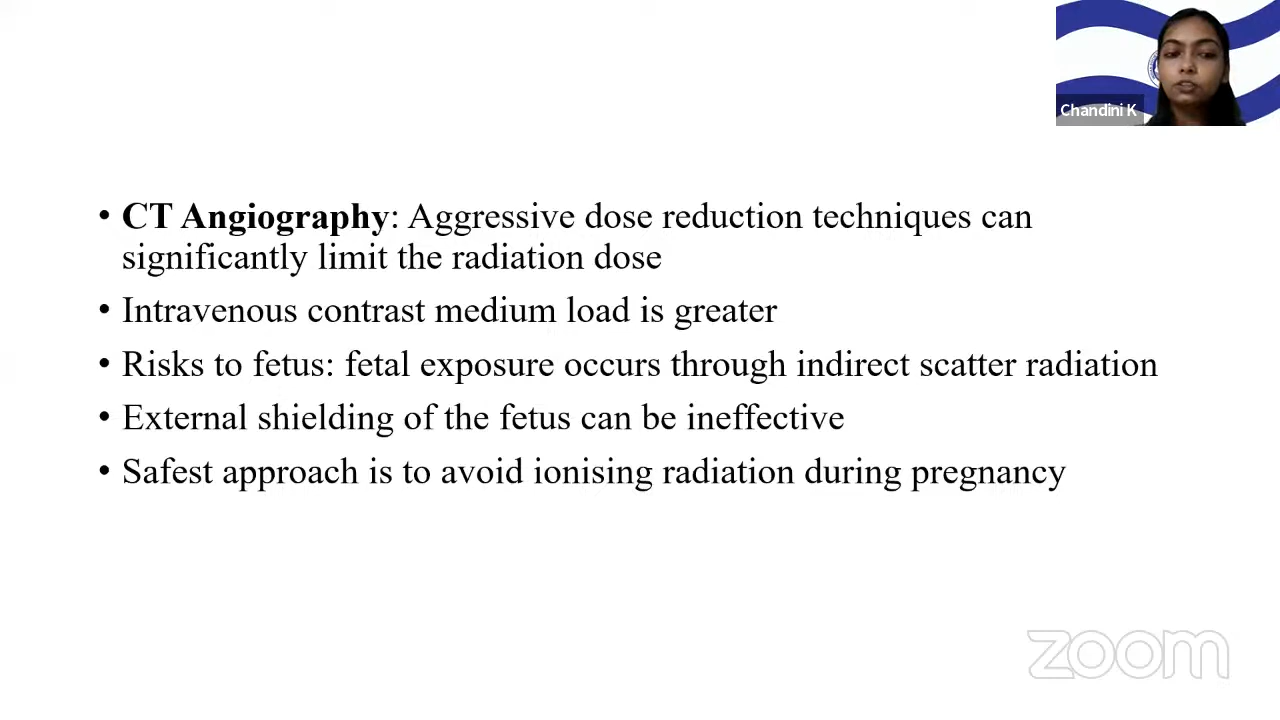 Chandini K
• CT Angiography: Aggressive dose reduction techniques can
significantly limit the radiation dose
• Intravenous contrast medium load is greater
• Risks to fetus: fetal exposure occurs through indirect scatter radiation
• External shielding of the fetus can be ineffective
• Safest approach is to avoid ionising radiation during pregnancy
zoom